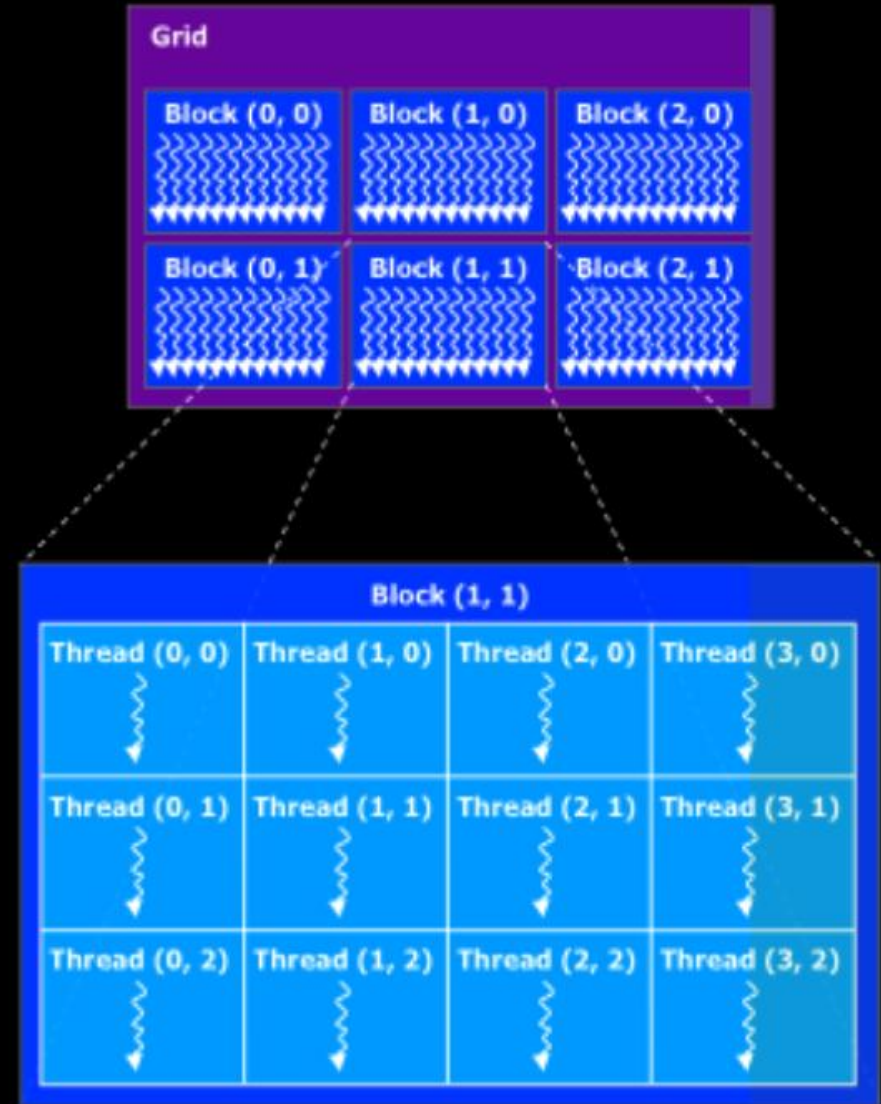 Grid
Block (0, 0) Block (1, 0) Block (2, 0)
Block (0, 1) Block (1, 1) Block (2, 1)
Block (1, 1)
Thread (0, 0) Thread (1, 0) Thread (2, 0) Thread (3, 0)
Thread (0, 1) Thread (1, 1) Thread (2, 1) Thread (3, 1)
Thread (0, 2) Thread (1, 2) Thread (2, 2) Thread (3, 2)